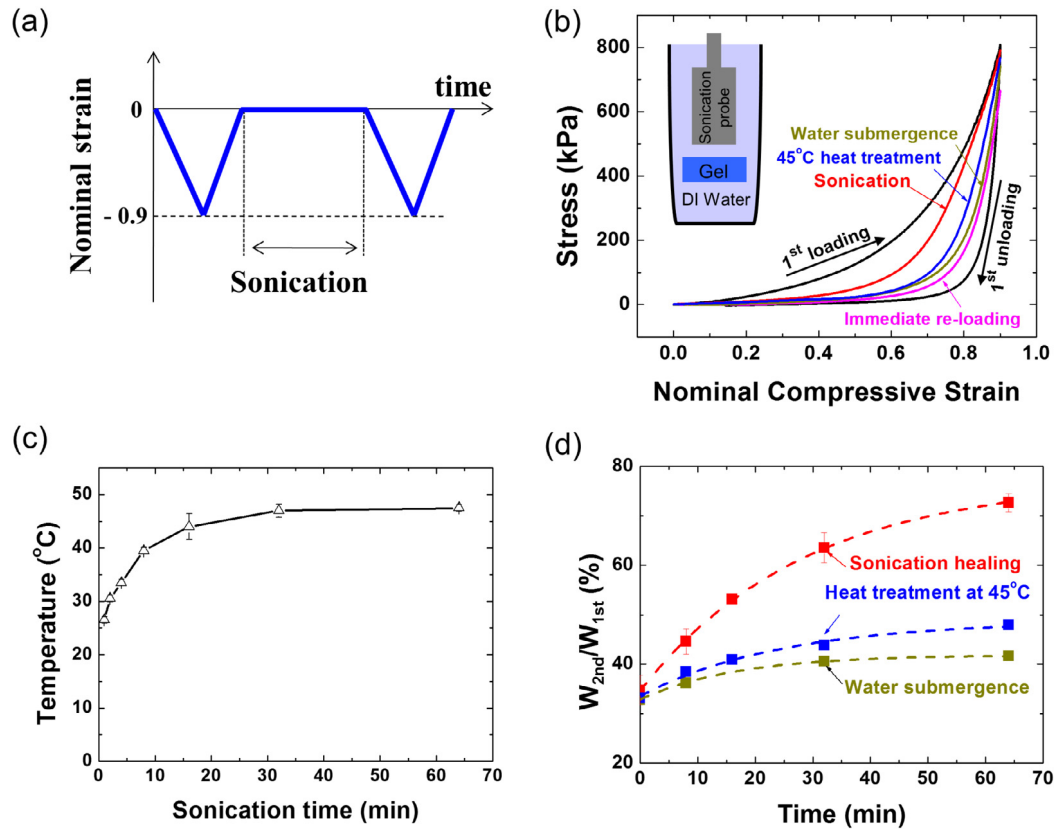 (a)
time
0
Nominal strain
- 0.9
Sonication
(b)
Stress (kPa)
800
600
400
200
0
Sonication
probe
Gel
DI Water
Water submergence
45°C heat treatment
Sonication
1st loading
1st unloading
Immediate re-loading
0.0 0.2 0.4 0.6 0.8 1.0
Nominal Compressive Strain
(c)
Temperature (°C)
50
40
30
20
10
0
0 10 20 30 40 50 60 70
Sonication time (min)
(d)
W2nd/W1st (%)
80
60
40
20
Sonication healing
Heat treatment at 45°C
Water submergence
0 10 20 30 40 50 60 70
Time (min)